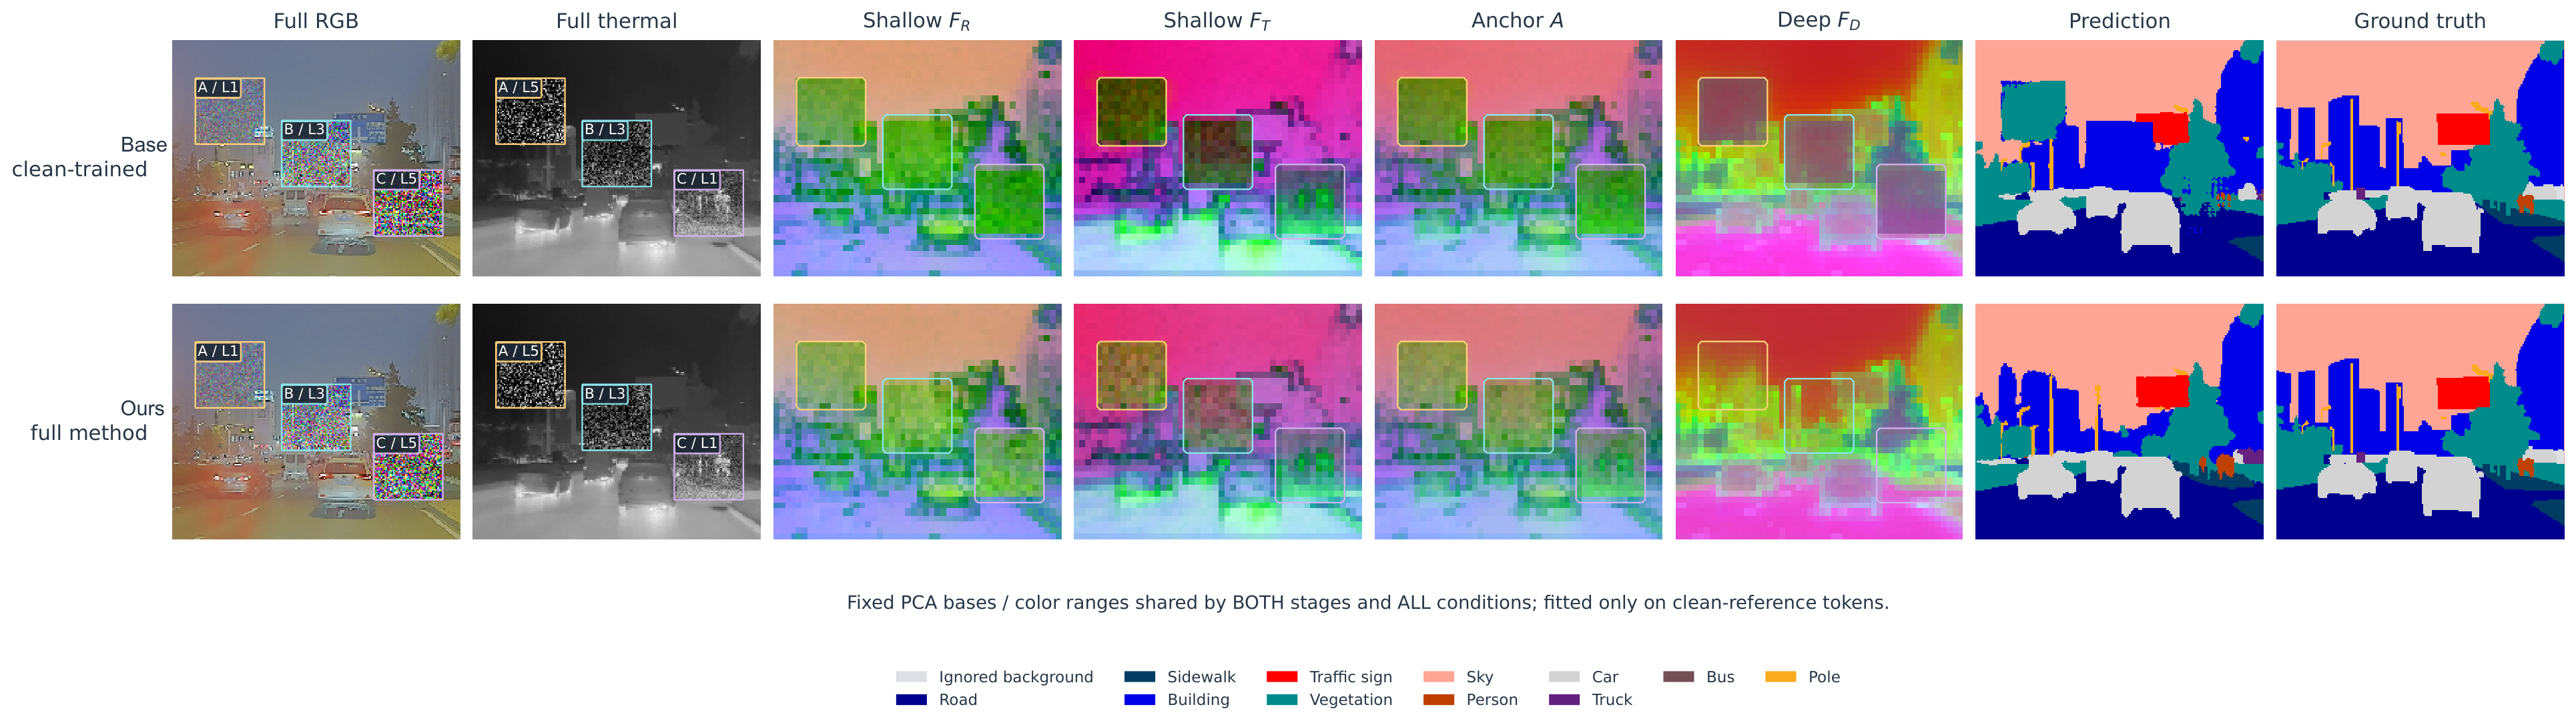 Full RGB
Full thermal
Shallow F_R
Shallow F_T
Anchor A
Deep F_D
Prediction
Ground truth
Base
clean-trained
A / L1
B / L3
C / L5
A / L5
B / L3
C / L1
Ours
full method
A / L1
B / L3
C / L5
A / L5
B / L3
C / L1
Fixed PCA bases / color ranges shared by BOTH stages and ALL conditions; fitted only on clean-reference tokens.
Ignored background
Sidewalk
Traffic sign
Sky
Car
Bus
Pole
Road
Building
Vegetation
Person
Truck